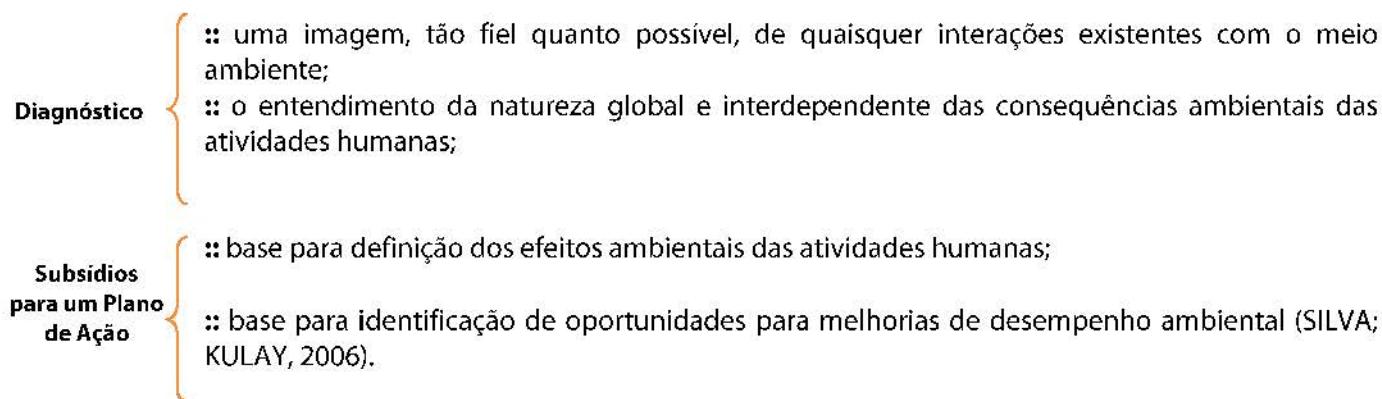 Diagnóstico
:: uma imagem, tão fiel quanto possível, de quaisquer interações existentes com o meio
ambiente;
:: o entendimento da natureza global e interdependente das consequências ambientais das
atividades humanas;
Subsídios
para um Plano
de Ação
:: base para definição dos efeitos ambientais das atividades humanas;
:: base para identificação de oportunidades para melhorias de desempenho ambiental (SILVA;
KULAY, 2006).